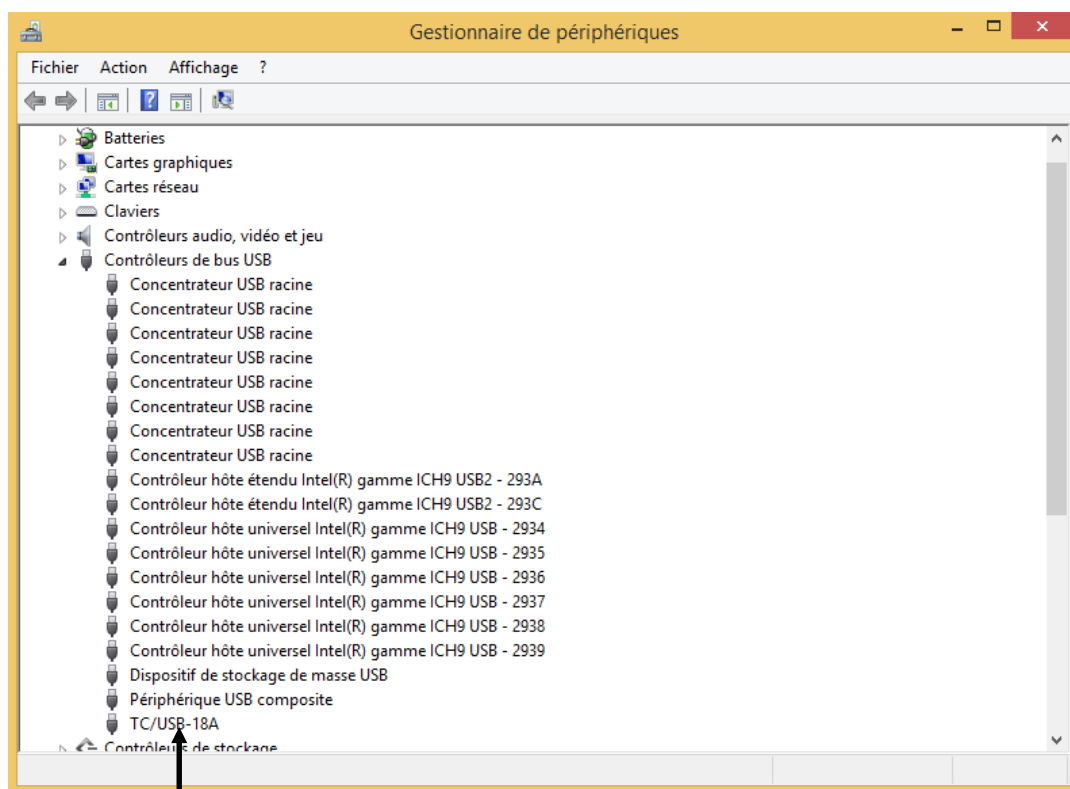 Gestionnaire de périphériques
Fichier Action Affichage ?
Batteries
Cartes graphiques
Cartes réseau
Claviers
Contrôleurs audio, vidéo et jeu
Contrôleurs de bus USB
Concentrateur USB racine
Concentrateur USB racine
Concentrateur USB racine
Concentrateur USB racine
Concentrateur USB racine
Concentrateur USB racine
Concentrateur USB racine
Concentrateur USB racine
Contrôleur hôte étendu Intel(R) gamme ICH9 USB2 - 293A
Contrôleur hôte étendu Intel(R) gamme ICH9 USB2 - 293C
Contrôleur hôte universel Intel(R) gamme ICH9 USB - 2934
Contrôleur hôte universel Intel(R) gamme ICH9 USB - 2935
Contrôleur hôte universel Intel(R) gamme ICH9 USB - 2936
Contrôleur hôte universel Intel(R) gamme ICH9 USB - 2937
Contrôleur hôte universel Intel(R) gamme ICH9 USB - 2938
Contrôleur hôte universel Intel(R) gamme ICH9 USB - 2939
Dispositif de stockage de masse USB
Périphérique USB composite
TC/USB-18A
Contrôleurs de stockage